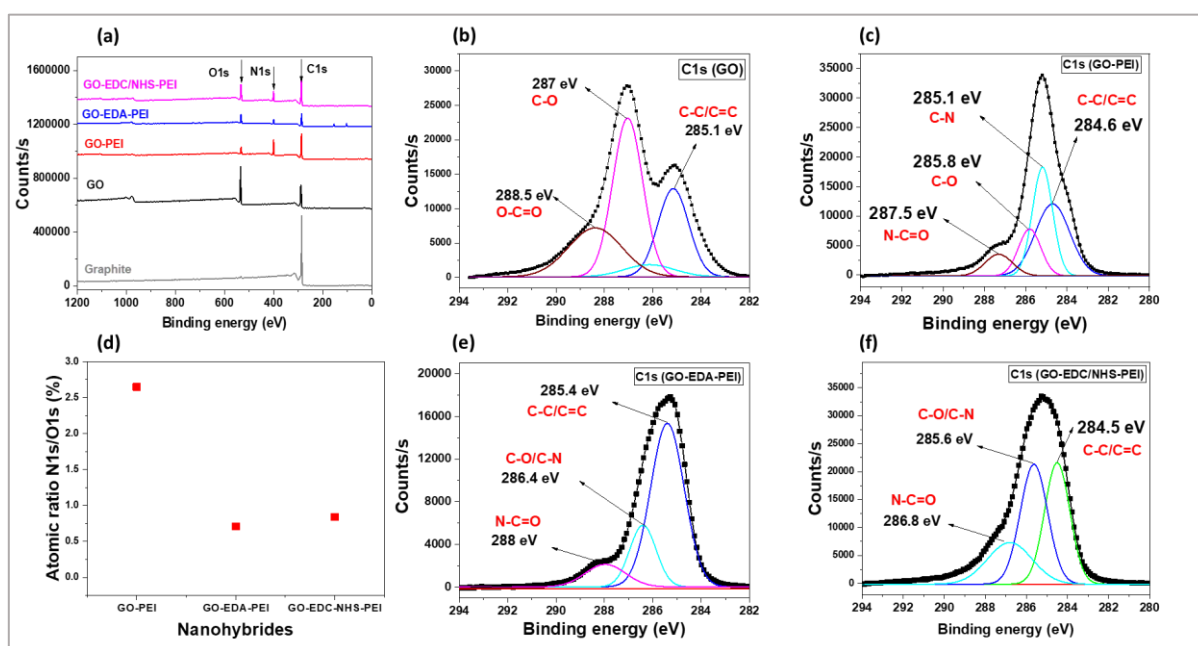 (a)
1600000
1200000
800000
400000
0
Counts/s
O1s
N1s
C1s
GO-EDC/NHS-PEI
GO-EDA-PEI
GO-PEI
GO
Graphite
1200 1000 800 600 400 200 0
Binding energy (eV)
(b)
30000
25000
20000
15000
10000
5000
0
Counts/s
C1s (GO)
287 eV
C-O
C-C/C=C
285.1 eV
288.5 eV
O-C=O
294 292 290 288 286 284 282
Binding energy (eV)
(c)
35000
30000
25000
20000
15000
10000
5000
0
Counts/s
C1s (GO-PEI)
285.1 eV
C-N
C-C/C=C
284.6 eV
285.8 eV
C-O
287.5 eV
N-C=O
294 292 290 288 286 284 282 280
Binding energy (eV)
(d)
3.0
2.5
2.0
1.5
1.0
0.5
0.0
Atomic ratio N1s/O1s (%)
GO-PEI GO-EDA-PEI GO-EDC-NHS-PEI
Nanohybrides
(e)
20000
16000
12000
8000
4000
0
Counts/s
C1s (GO-EDA-PEI)
285.4 eV
C-C/C=C
C-O/C-N
286.4 eV
N-C=O
288 eV
294 292 290 288 286 284 282
Binding energy (eV)
(f)
35000
30000
25000
20000
15000
10000
5000
0
Counts/s
C1s (GO-EDC/NHS-PEI)
C-O/C-N
285.6 eV
284.5 eV
C-C/C=C
N-C=O
286.8 eV
294 292 290 288 286 284 282 280
Binding energy (eV)